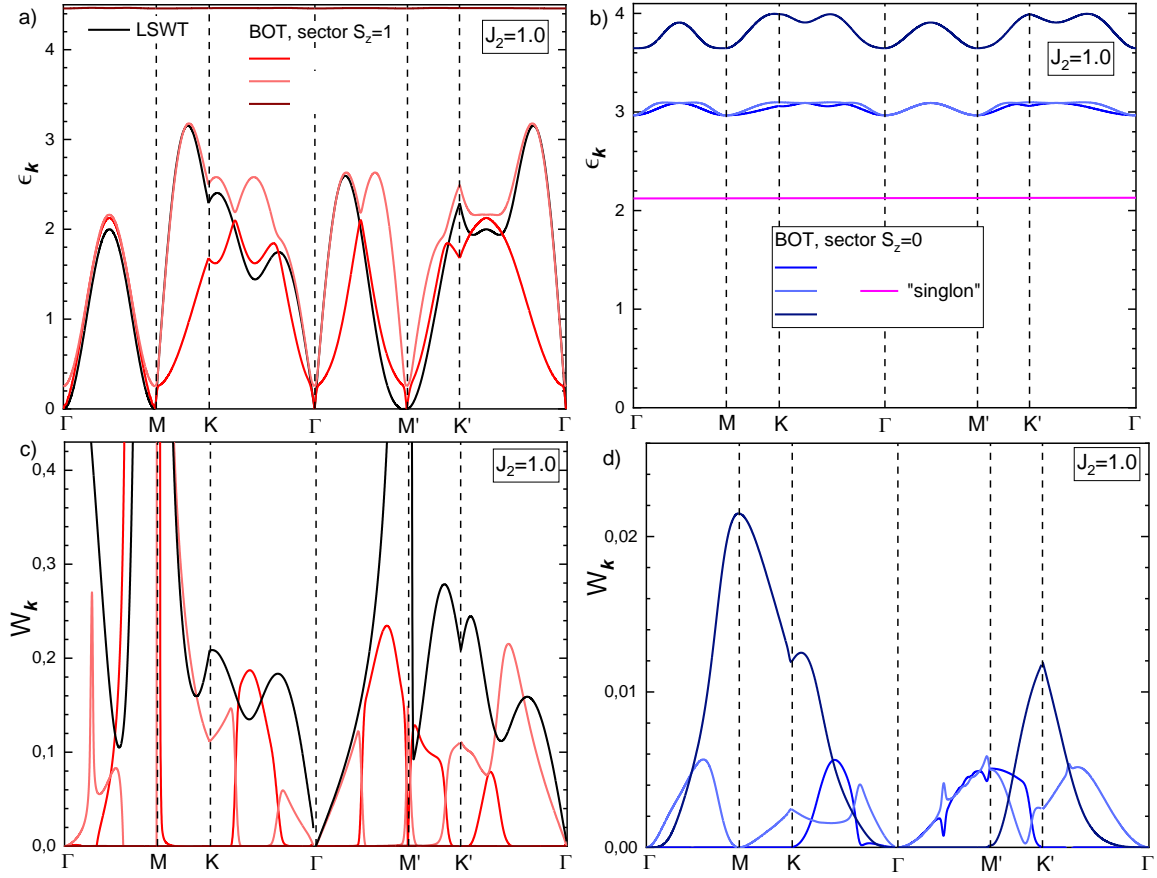 a)
LSWT
BOT, sector S_z=1
J_2=1.0
ϵ_k
4
3
2
1
0
Γ M K Γ M' K' Γ
b)
J_2=1.0
ϵ_k
4
3
2
1
0
BOT, sector S_z=0
"singlon"
Γ M K Γ M' K' Γ
c)
J_2=1.0
W_k
0,4
0,3
0,2
0,1
0,0
Γ M K Γ M' K' Γ
d)
J_2=1.0
W_k
0,02
0,01
0,00
Γ M K Γ M' K' Γ